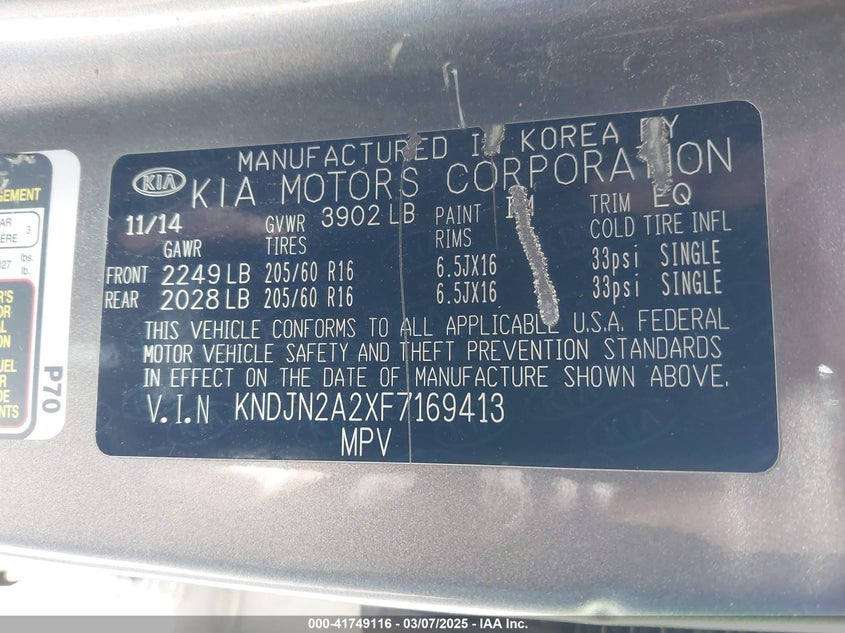 MANUFACTURED IN KOREA BY
KIA KIA MOTORS CORPORATION
11/14 GVWR 3902 LB PAINT TRIM EQ
GAWR TIRES RIMS COLD TIRE INFL
FRONT 2249 LB 205/60 R16 6.5JX16 33psi SINGLE
REAR 2028 LB 205/60 R16 6.5JX16 33psi SINGLE
THIS VEHICLE CONFORMS TO ALL APPLICABLE U.S.A. FEDERAL
MOTOR VEHICLE SAFETY AND THEFT PREVENTION STANDARDS
IN EFFECT ON THE DATE OF MANUFACTURE SHOWN ABOVE.
V.I.N KNDJN2A2XF7169413
MPV
3
lbs.
lb.
P70
000-41749116 - 03/07/2025 - IAA Inc.